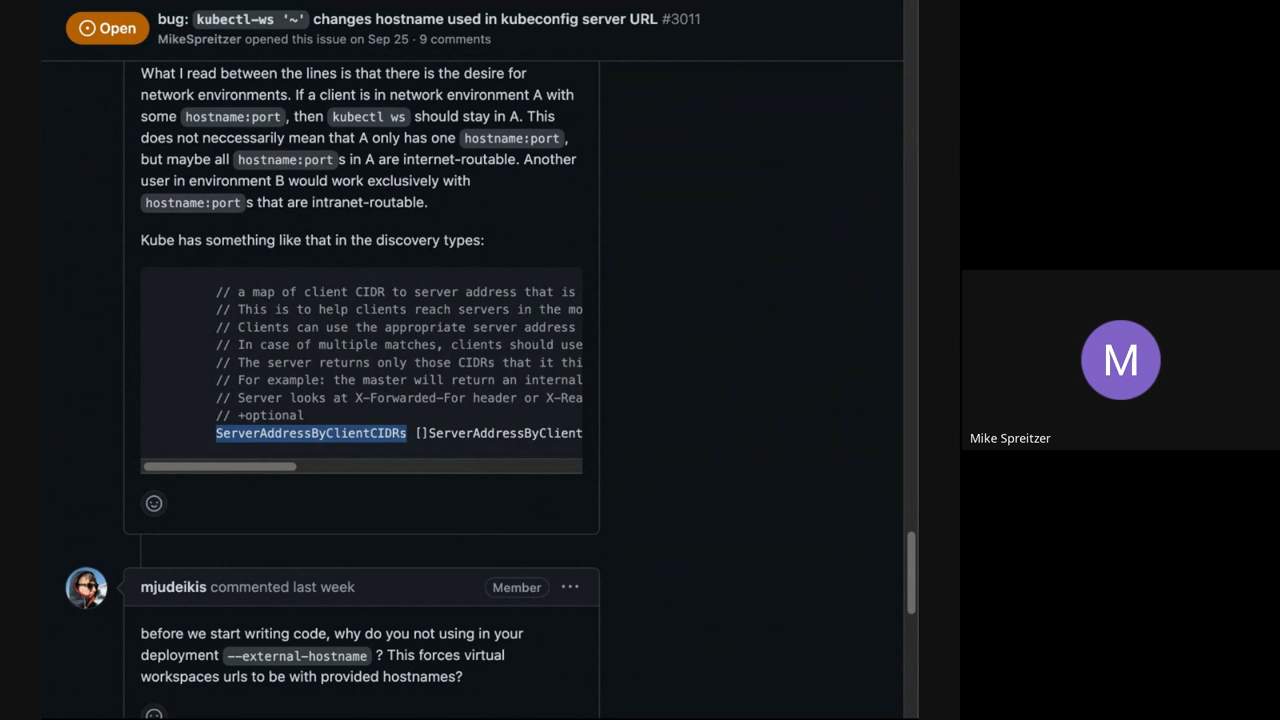 Open
bug: kubectl-ws '~' changes hostname used in kubeconfig server URL #3011
MikeSpreitzer opened this issue on Sep 25 · 9 comments
What I read between the lines is that there is the desire for
network environments. If a client is in network environment A with
some hostname:port, then kubectl ws should stay in A. This
does not neccessarily mean that A only has one hostname:port,
but maybe all hostname:ports in A are internet-routable. Another
user in environment B would work exclusively with
hostname:ports that are intranet-routable.
Kube has something like that in the discovery types:
// a map of client CIDR to server address that is
// This is to help clients reach servers in the mo
// Clients can use the appropriate server address
// In case of multiple matches, clients should use
// The server returns only those CIDRs that it thi
// For example: the master will return an internal
// Server looks at X-Forwarded-For header or X-Rea
// +optional
ServerAddressByClientCIDRs []ServerAddressByClient
mjudeikis commented last week
Member
before we start writing code, why do you not using in your
deployment --external-hostname ? This forces virtual
workspaces urls to be with provided hostnames?
M
Mike Spreitzer